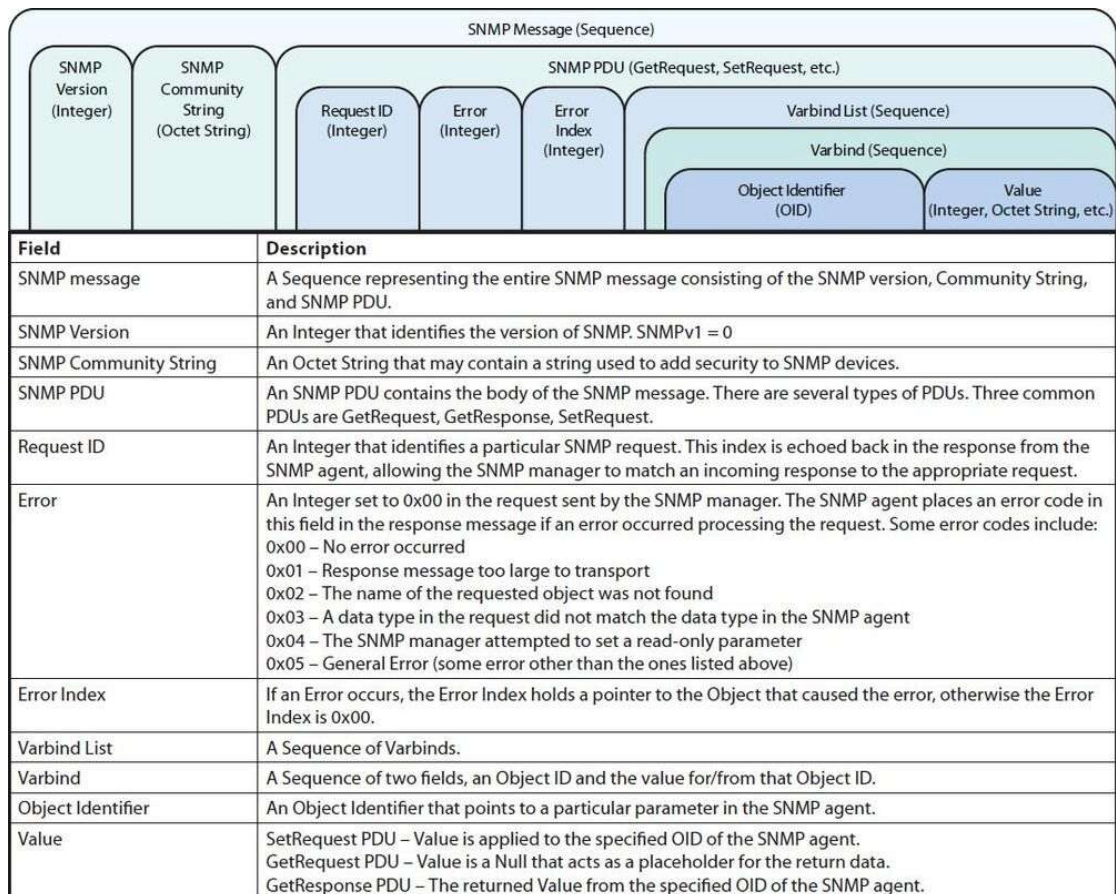 SNMP Message (Sequence)
SNMP
Version
(Integer)
SNMP
Community
String
(Octet String)
SNMP PDU (GetRequest, SetRequest, etc.)
Request ID
(Integer)
Error
(Integer)
Error
Index
(Integer)
Varbind List (Sequence)
Varbind (Sequence)
Object Identifier
(OID)
Value
(Integer, Octet String, etc.)
Field Description
SNMP message A Sequence representing the entire SNMP message consisting of the SNMP version, Community String,
and SNMP PDU.
SNMP Version An Integer that identifies the version of SNMP. SNMPv1 = 0
SNMP Community String An Octet String that may contain a string used to add security to SNMP devices.
SNMP PDU An SNMP PDU contains the body of the SNMP message. There are several types of PDUs. Three common
PDUs are GetRequest, GetResponse, SetRequest.
Request ID An Integer that identifies a particular SNMP request. This index is echoed back in the response from the
SNMP agent, allowing the SNMP manager to match an incoming response to the appropriate request.
Error An Integer set to 0x00 in the request sent by the SNMP manager. The SNMP agent places an error code in
this field in the response message if an error occurred processing the request. Some error codes include:
0x00 – No error occurred
0x01 – Response message too large to transport
0x02 – The name of the requested object was not found
0x03 – A data type in the request did not match the data type in the SNMP agent
0x04 – The SNMP manager attempted to set a read-only parameter
0x05 – General Error (some error other than the ones listed above)
Error Index If an Error occurs, the Error Index holds a pointer to the Object that caused the error, otherwise the Error
Index is 0x00.
Varbind List A Sequence of Varbinds.
Varbind A Sequence of two fields, an Object ID and the value for/from that Object ID.
Object Identifier An Object Identifier that points to a particular parameter in the SNMP agent.
Value SetRequest PDU – Value is applied to the specified OID of the SNMP agent.
GetRequest PDU – Value is a Null that acts as a placeholder for the return data.
GetResponse PDU – The returned Value from the specified OID of the SNMP agent.